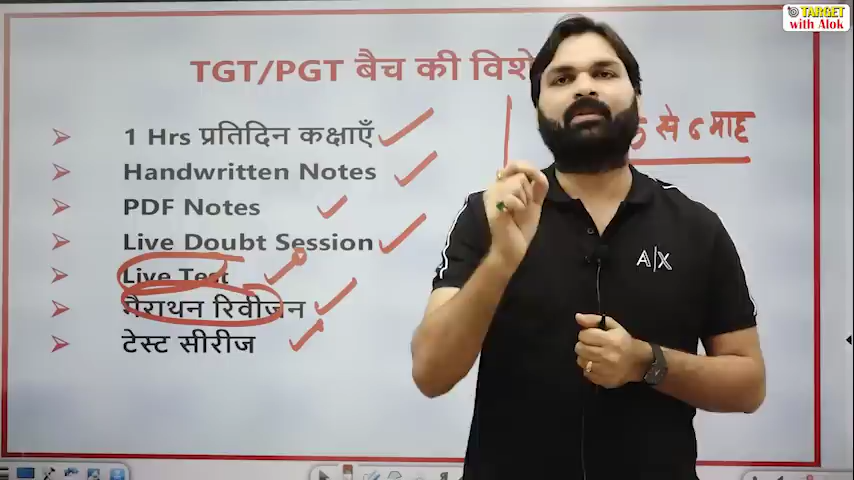 TARGET
with Alok
TGT/PGT बैच की
1 Hrs प्रतिदिन कक्षाएँ
से 6 माह
Handwritten Notes
PDF Notes
Live Doubt Session
Live Test
मैराथन रिवीजन
टेस्ट सीरीज
A|X